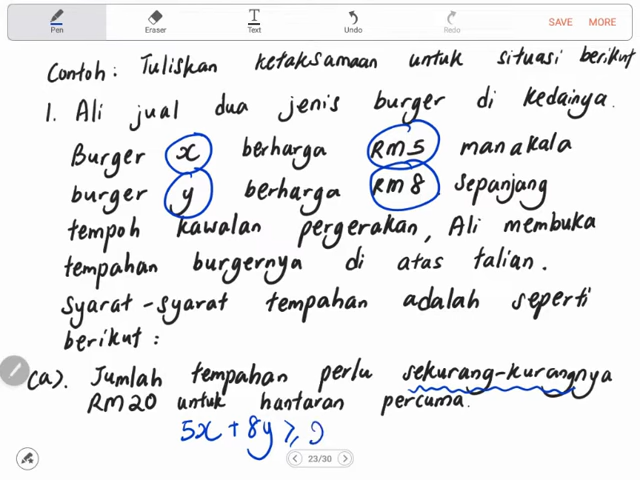 Pen
Eraser
Text
Undo
Redo
SAVE
MORE
Contoh: Tuliskan ketaksamaan untuk situasi berikut
1. Ali jual dua jenis burger di kedainya.
Burger x berharga RM5 manakala
burger y berharga RM8 sepanjang
tempoh kawalan pergerakan, Ali membuka
tempahan burgernya di atas talian.
Syarat-syarat tempahan adalah seperti
berikut:
(a). Jumlah tempahan perlu sekurang-kurangnya
RM20 untuk hantaran percuma.
5x + 8y ≥
23/30